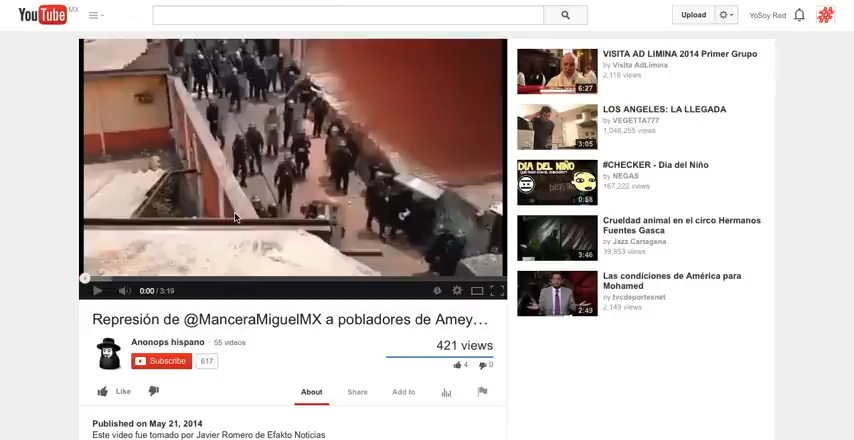 YouTube MX
Upload
YoSoy Red
0:00 / 3:19
Represión de @ManceraMiguelMX a pobladores de Amey…
Anonops hispano · 55 videos
Subscribe 617
421 views
4 0
Like
About Share Add to
Published on May 21, 2014
Este video fue tomado por Javier Romero de Efakto Noticias
6:27
VISITA AD LIMINA 2014 Primer Grupo
by Visita AdLimina
2,118 views
3:05
LOS ANGELES: LA LLEGADA
by VEGETTA777
1,048,255 views
DIA DEL NIÑO
0:58
#CHECKER - Dia del Niño
by NEGAS
167,222 views
3:46
Crueldad animal en el circo Hermanos
Fuentes Gasca
by Jazz Cartagena
39,853 views
2:49
Las condiciones de América para
Mohamed
by tvcdeportesnet
2,149 views